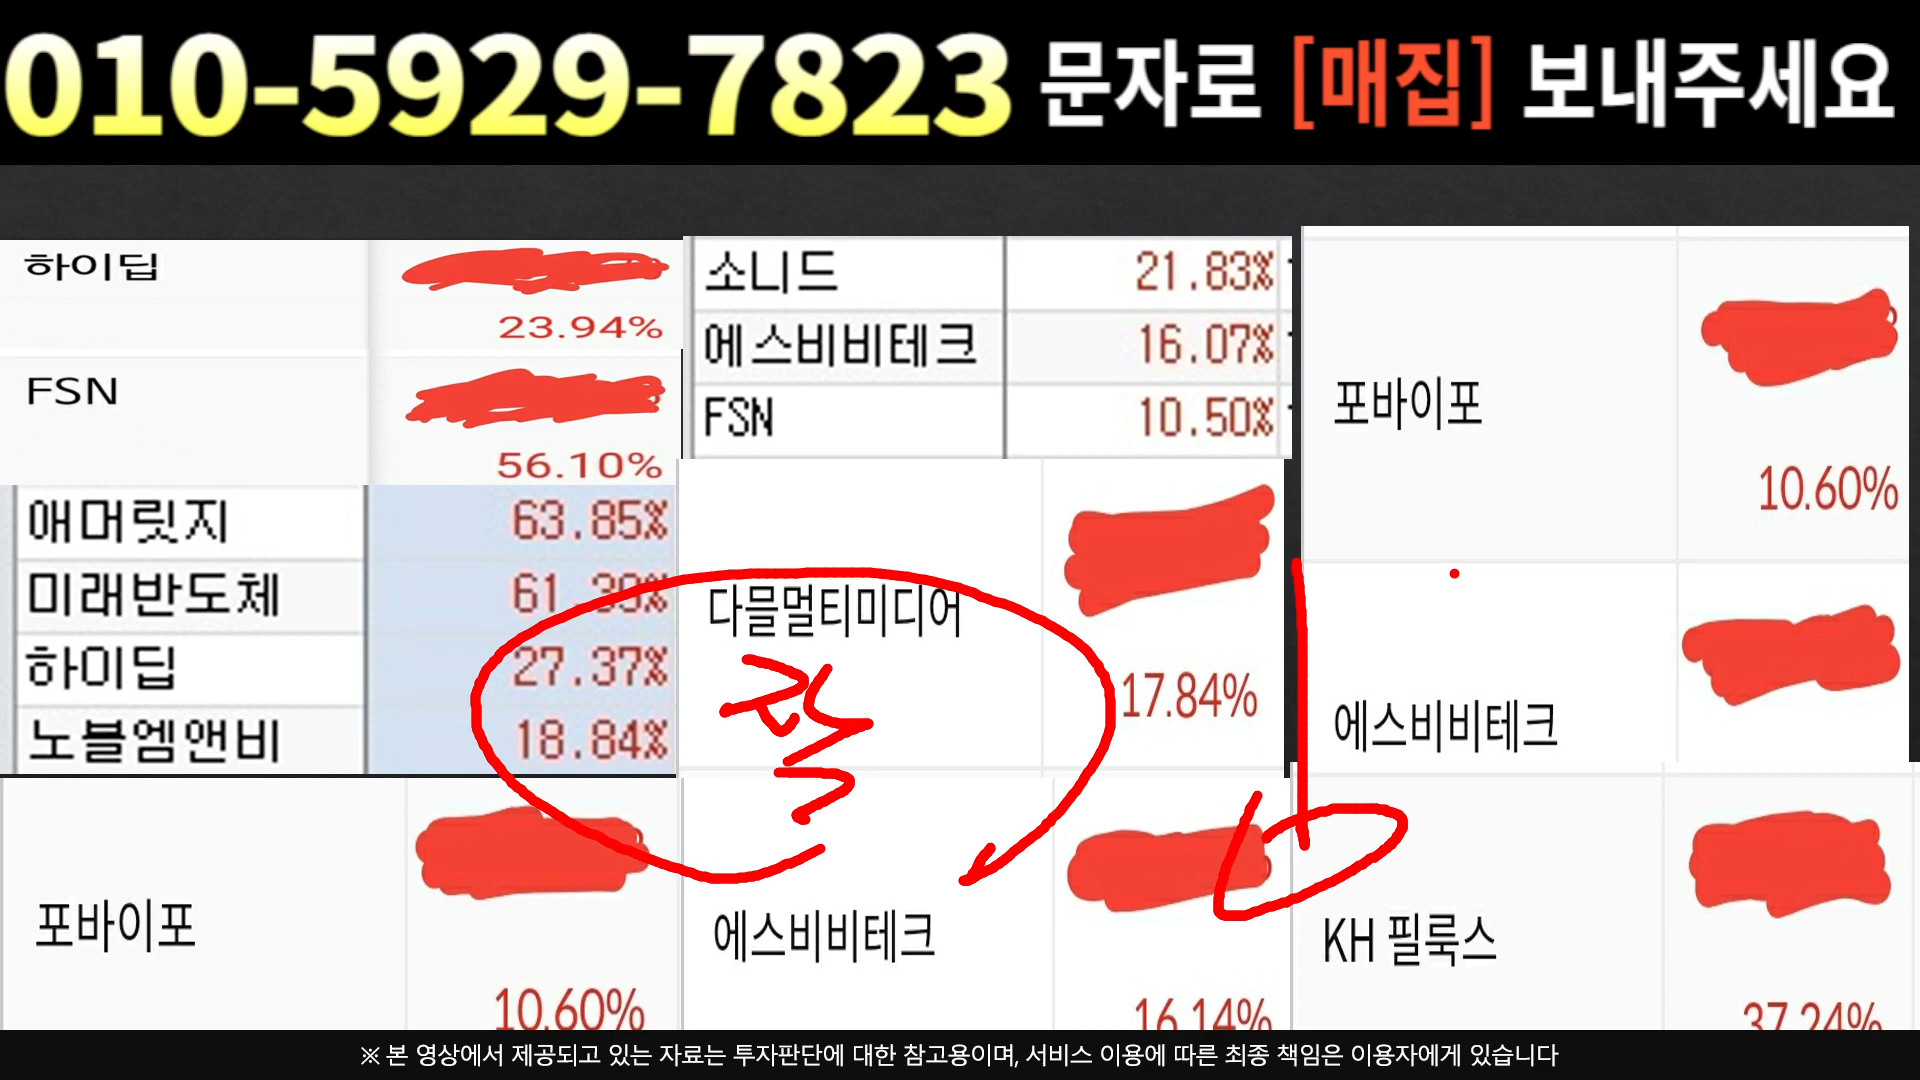 010-5929-7823 문자로 [매집] 보내주세요
하이딥
23.94%
FSN
56.10%
애머릿지 63.85%
미래반도체 61.39%
하이딥 27.37%
노블엠앤비 18.84%
소니드 21.83%
에스비비테크 16.07%
FSN 10.50%
다믈멀티미디어
17.84%
포바이포
10.60%
에스비비테크
포바이포
10.60%
에스비비테크
16.14%
KH 필룩스
37.24%
※ 본 영상에서 제공되고 있는 자료는 투자판단에 대한 참고용이며, 서비스 이용에 따른 최종 책임은 이용자에게 있습니다